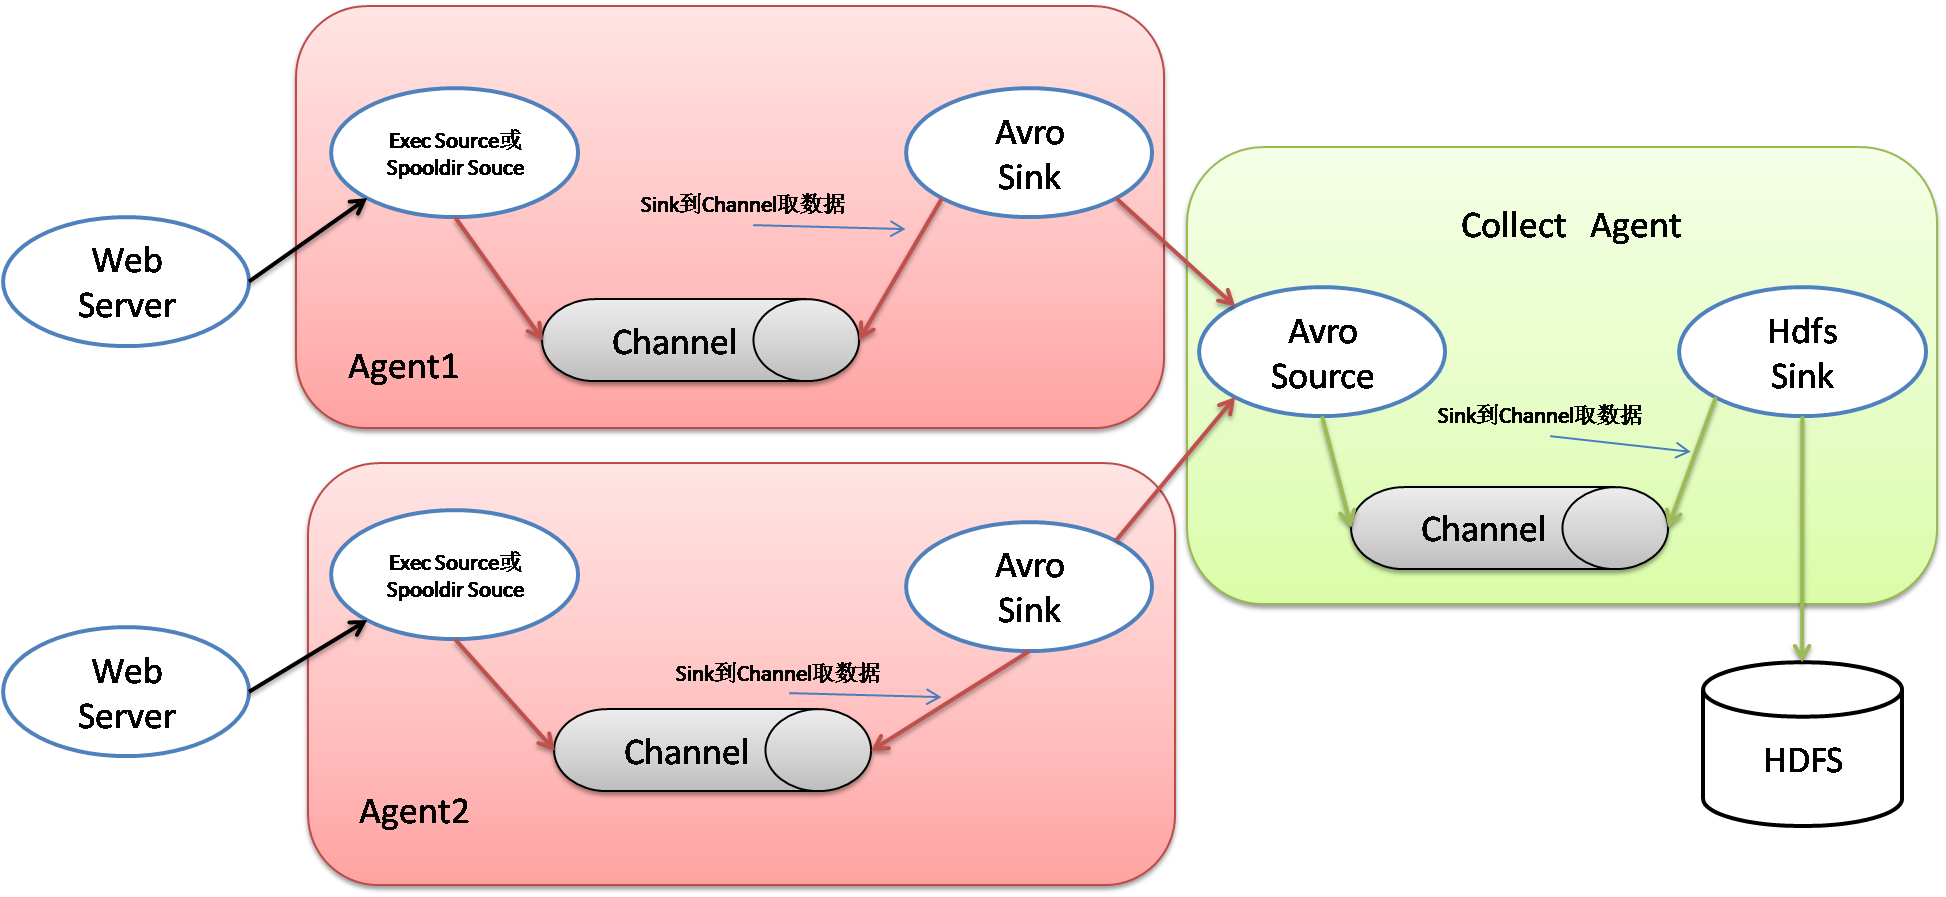 Web
Server
Exec Source或
Spooldir Souce
Sink到Channel取数据
Avro
Sink
Channel
Agent1
Web
Server
Exec Source或
Spooldir Souce
Sink到Channel取数据
Avro
Sink
Channel
Agent2
Collect Agent
Avro
Source
Hdfs
Sink
Sink到Channel取数据
Channel
HDFS